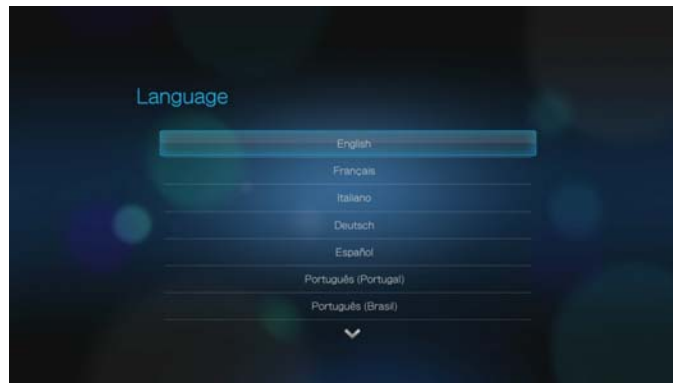 Language
English
Français
Italiano
Deutsch
Español
Português (Portugal)
Português (Brasil)